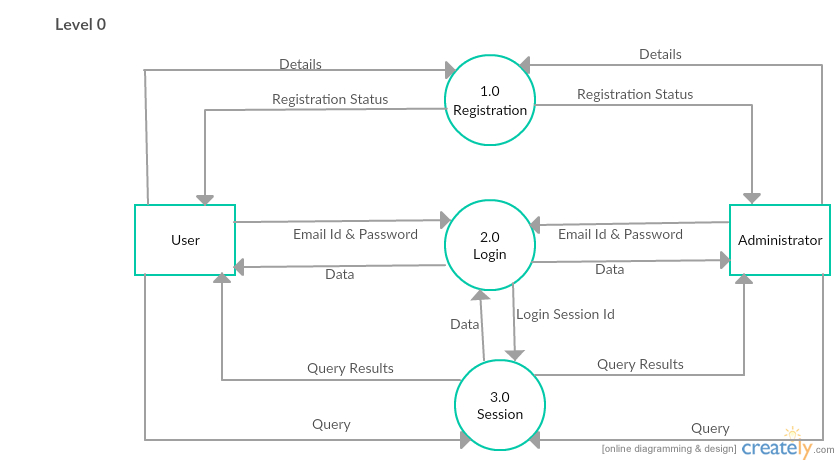 Level 0
Details
Details
1.0
Registration
Registration Status
Registration Status
User
Email Id & Password
2.0
Login
Email Id & Password
Administrator
Data
Data
Data
Login Session Id
Query Results
Query Results
3.0
Session
Query
Query
[online diagramming & design] creately.com